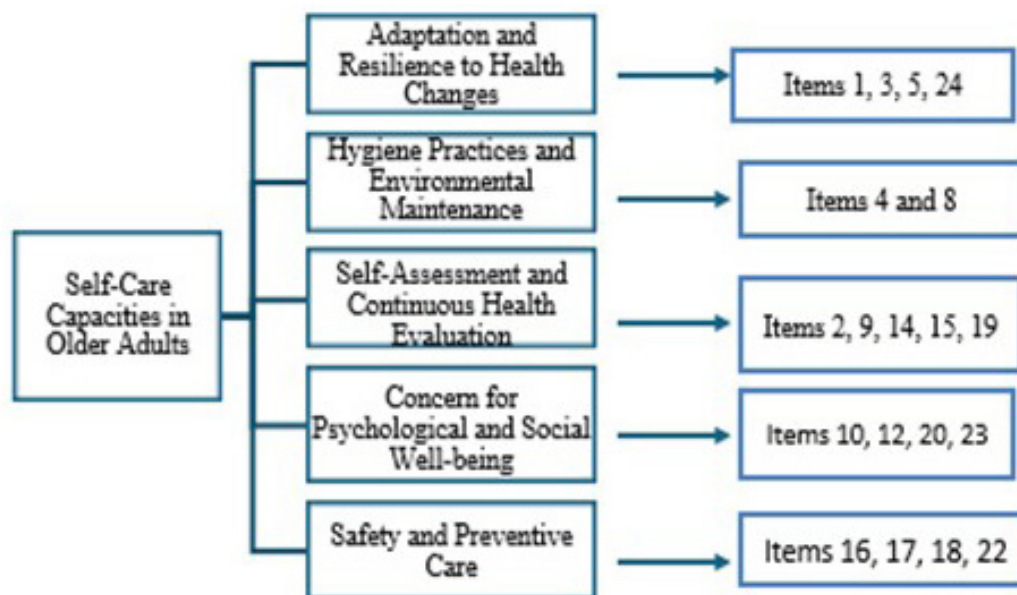 Self-Care
Capacities in
Older Adults
Adaptation and
Resilience to Health
Changes
Items 1, 3, 5, 24
Hygiene Practices and
Environmental
Maintenance
Items 4 and 8
Self-Assessment and
Continuous Health
Evaluation
Items 2, 9, 14, 15, 19
Concern for
Psychological and Social
Well-being
Items 10, 12, 20, 23
Safety and Preventive
Care
Items 16, 17, 18, 22